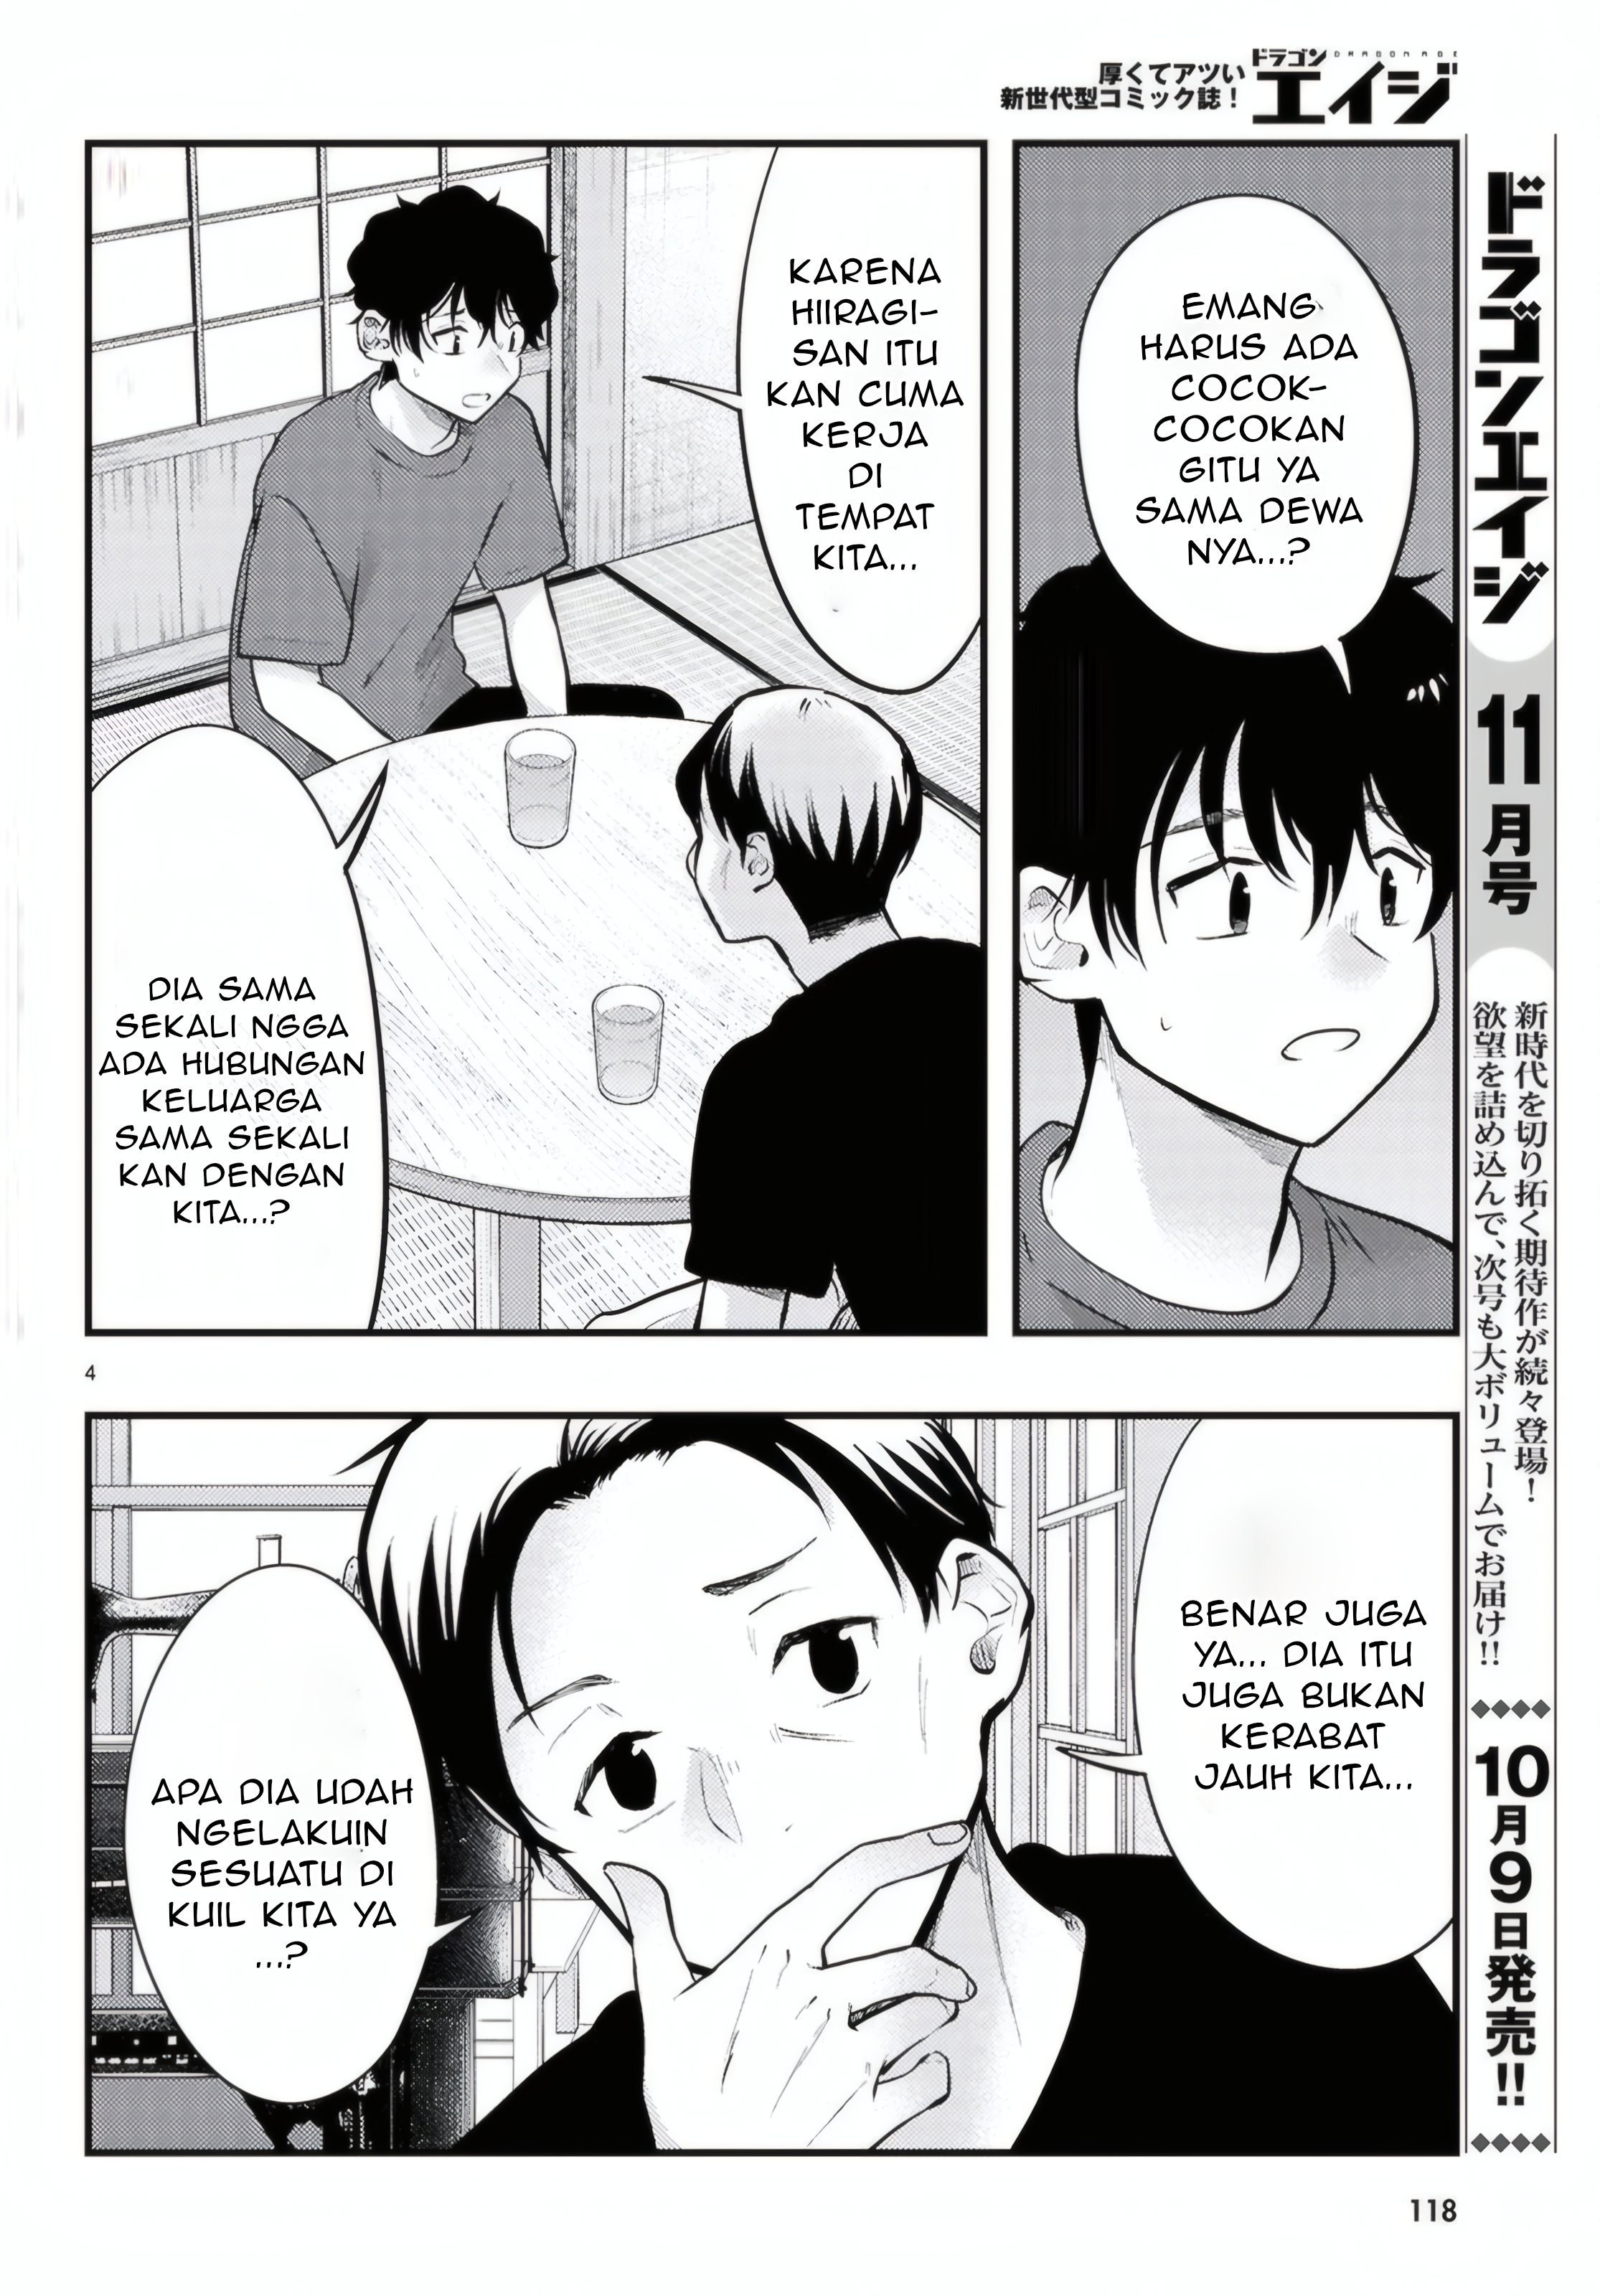 厚くてアツい
新世代型コミック誌！
ドラゴン
DRAGON AGE
エイジ
EMANG
HARUS ADA
COCOK-
COCOKAN
GITU YA
SAMA DEWA
NYA...?
KARENA
HIIRAGI-
SAN ITU
KAN CUMA
KERJA
DI
TEMPAT
KITA...
DIA SAMA
SEKALI NGGA
ADA HUBUNGAN
KELUARGA
SAMA SEKALI
KAN DENGAN
KITA...?
4
BENAR JUGA
YA... DIA ITU
JUGA BUKAN
KERABAT
JAUH KITA...
APA DIA UDAH
NGELAKUIN
SESUATU DI
KUIL KITA YA
...?
ドラゴンエイジ
11月号
新時代を切り拓く期待作が続々登場！
欲望を詰め込んで、次号も大ボリュームでお届け!!
10月9日発売!!
118